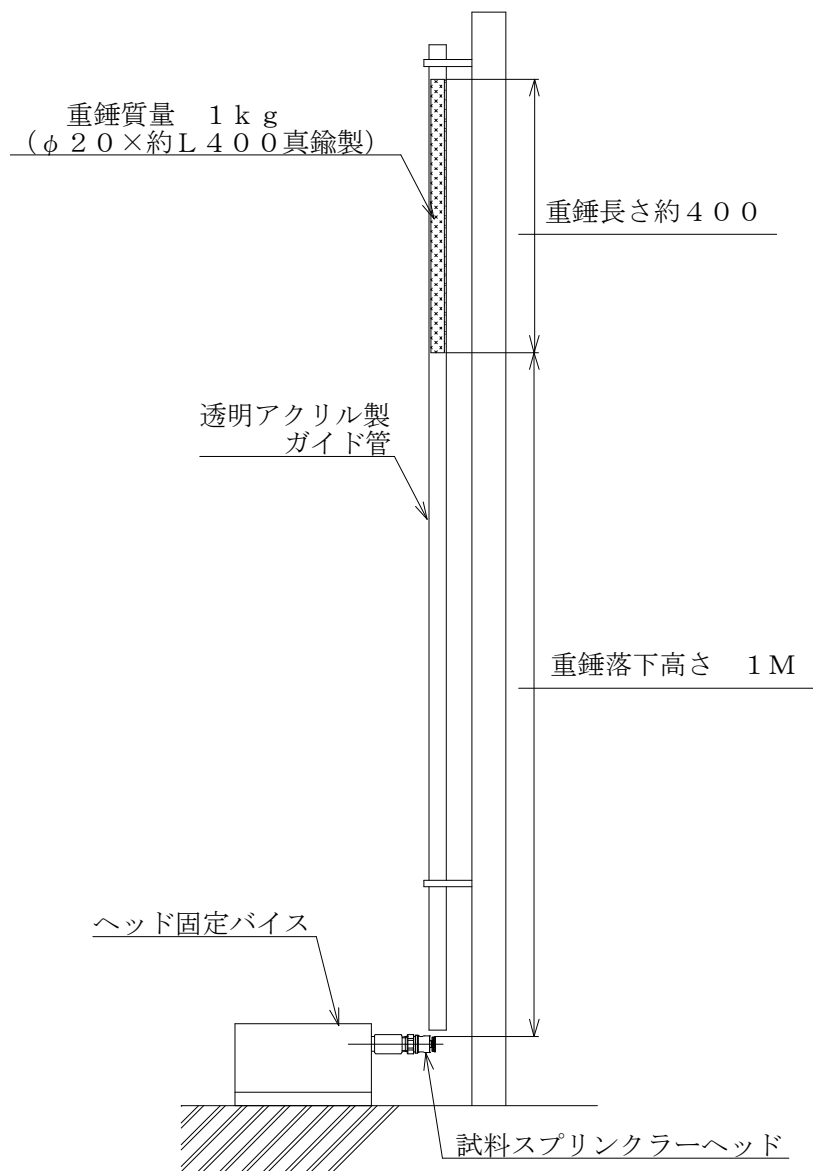 重錘質量　１ｋｇ
（φ２０×約Ｌ４００真鍮製）
重錘長さ約４００
透明アクリル製
ガイド管
重錘落下高さ　１Ｍ
ヘッド固定バイス
試料スプリンクラーヘッド